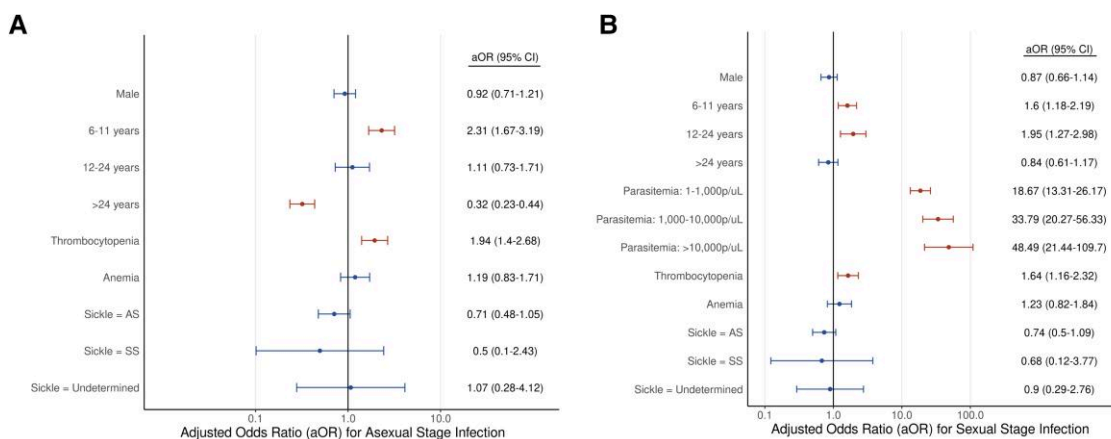 A
aOR (95% CI)
Male 0.92 (0.71-1.21)
6-11 years 2.31 (1.67-3.19)
12-24 years 1.11 (0.73-1.71)
>24 years 0.32 (0.23-0.44)
Thrombocytopenia 1.94 (1.4-2.68)
Anemia 1.19 (0.83-1.71)
Sickle = AS 0.71 (0.48-1.05)
Sickle = SS 0.5 (0.1-2.43)
Sickle = Undetermined 1.07 (0.28-4.12)
0.1 1.0 10.0
Adjusted Odds Ratio (aOR) for Asexual Stage Infection
B
aOR (95% CI)
Male 0.87 (0.66-1.14)
6-11 years 1.6 (1.18-2.19)
12-24 years 1.95 (1.27-2.98)
>24 years 0.84 (0.61-1.17)
Parasitemia: 1-1,000p/uL 18.67 (13.31-26.17)
Parasitemia: 1,000-10,000p/uL 33.79 (20.27-56.33)
Parasitemia: >10,000p/uL 48.49 (21.44-109.7)
Thrombocytopenia 1.64 (1.16-2.32)
Anemia 1.23 (0.82-1.84)
Sickle = AS 0.74 (0.5-1.09)
Sickle = SS 0.68 (0.12-3.77)
Sickle = Undetermined 0.9 (0.29-2.76)
0.1 1.0 10.0 100.0
Adjusted Odds Ratio (aOR) for Sexual Stage Infection